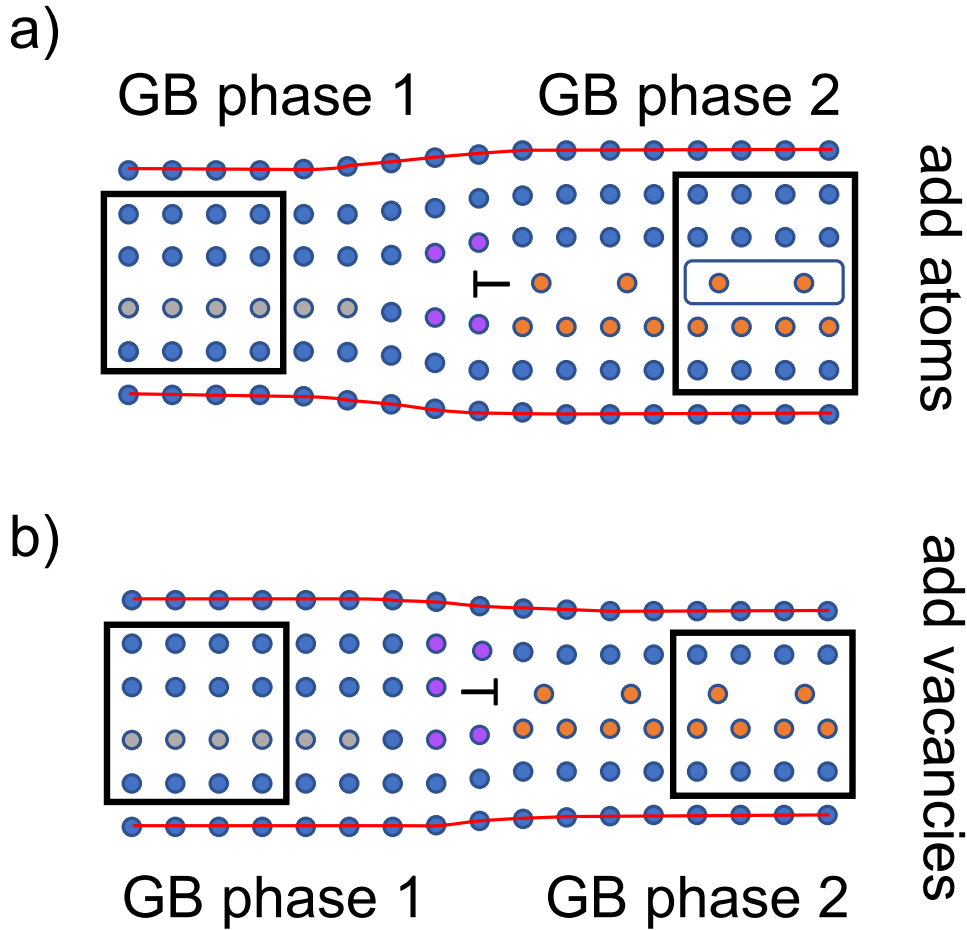 a)
GB phase 1
GB phase 2
add atoms
b)
add vacancies
GB phase 1
GB phase 2